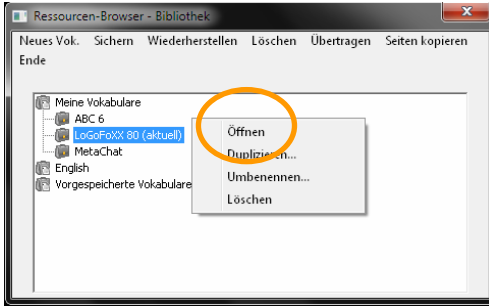 Ressourcen-Browser - Bibliothek
Neues Vok. Sichern Wiederherstellen Löschen Übertragen Seiten kopieren
Ende
Meine Vokabulare
ABC 6
LoGoFoXX 80 (aktuell)
MetaChat
English
Vorgespeicherte Vokabulare
Öffnen
Duplizieren...
Umbenennen...
Löschen